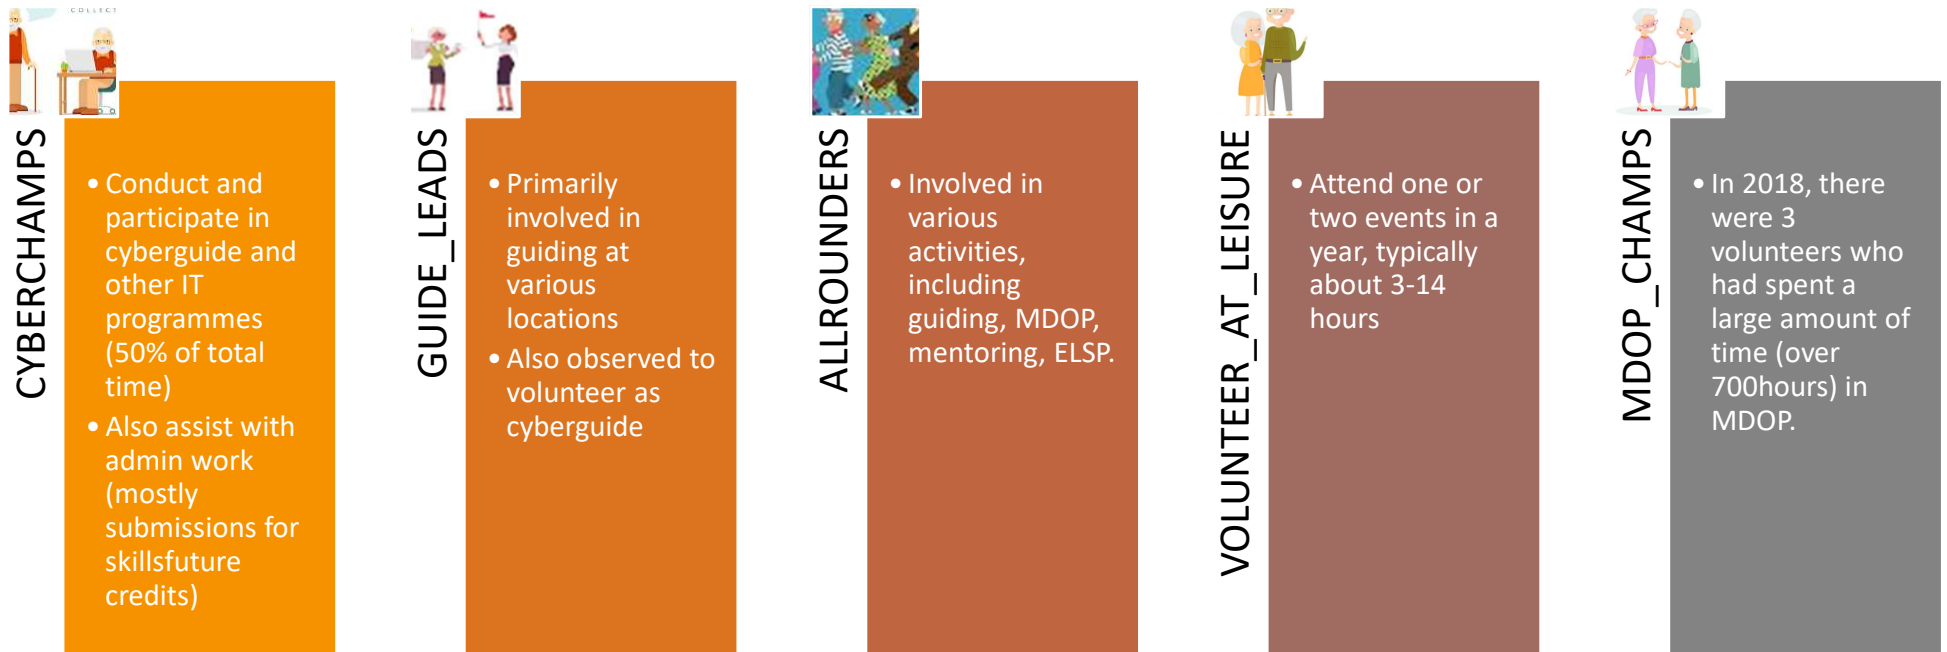 COLLECT
CYBERCHAMPS
• Conduct and
participate in
cyberguide and
other IT
programmes
(50% of total
time)
• Also assist with
admin work
(mostly
submissions for
skillsfuture
credits)
GUIDE_LEADS
• Primarily
involved in
guiding at
various
locations
• Also observed to
volunteer as
cyberguide
ALLROUNDERS
• Involved in
various
activities,
including
guiding, MDOP,
mentoring, ELSP.
VOLUNTEER_AT_LEISURE
• Attend one or
two events in a
year, typically
about 3-14
hours
MDOP_CHAMPS
• In 2018, there
were 3
volunteers who
had spent a
large amount of
time (over
700hours) in
MDOP.